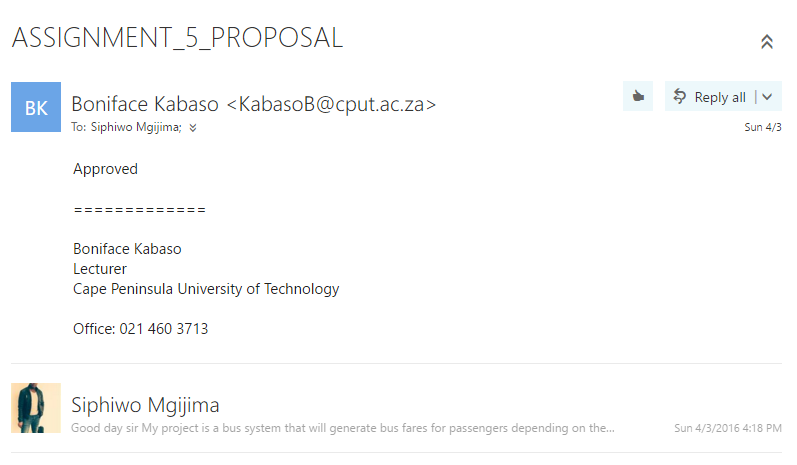 ASSIGNMENT_5_PROPOSAL
BK
Boniface Kabaso <KabasoB@cput.ac.za>
Reply all
To: Siphiwo Mgijima;
Sun 4/3
Approved
=============
Boniface Kabaso
Lecturer
Cape Peninsula University of Technology
Office: 021 460 3713
Siphiwo Mgijima
Good day sir My project is a bus system that will generate bus fares for passengers depending on the...
Sun 4/3/2016 4:18 PM